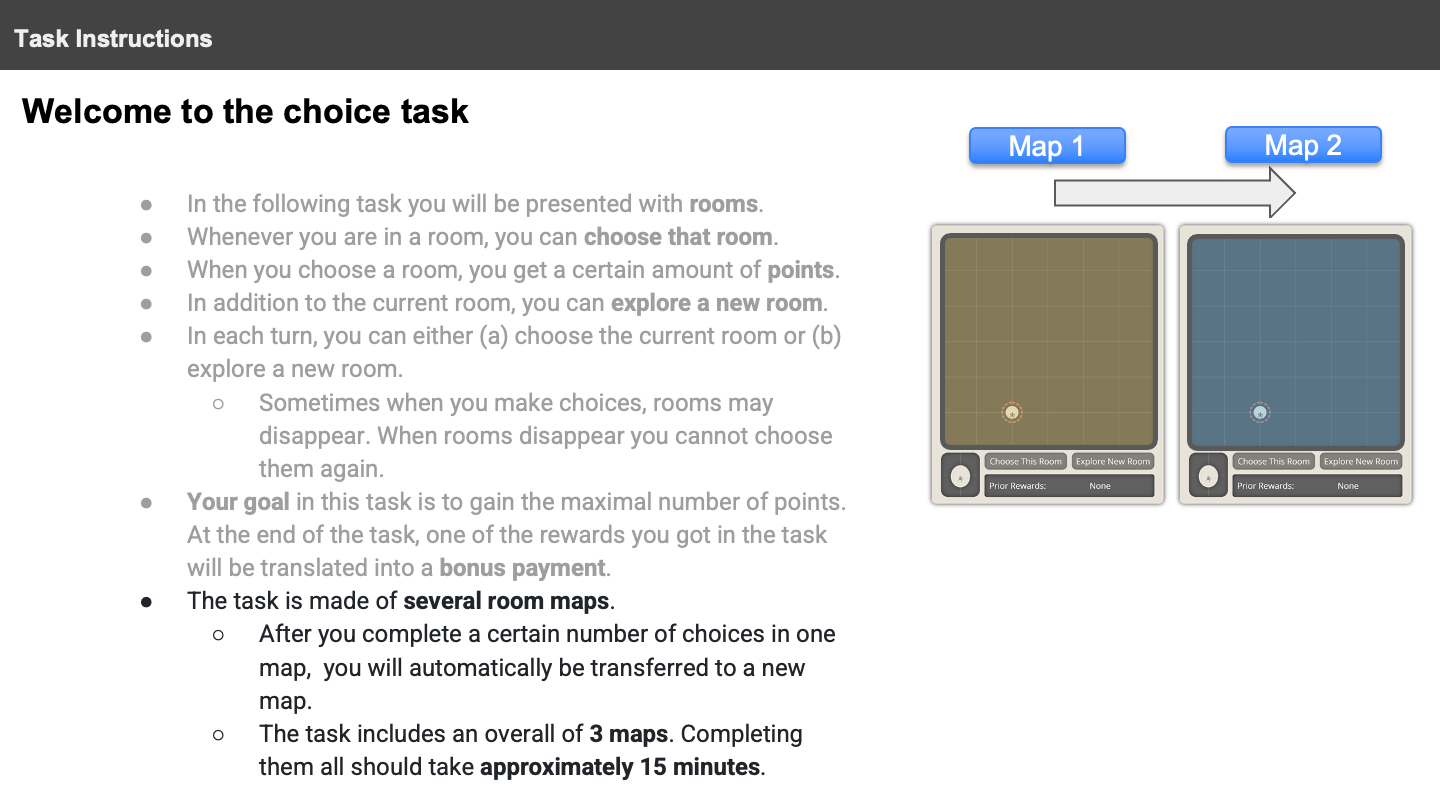 Task Instructions
Welcome to the choice task
● In the following task you will be presented with rooms.
● Whenever you are in a room, you can choose that room.
● When you choose a room, you get a certain amount of points.
● In addition to the current room, you can explore a new room.
● In each turn, you can either (a) choose the current room or (b)
explore a new room.
○ Sometimes when you make choices, rooms may
disappear. When rooms disappear you cannot choose
them again.
● Your goal in this task is to gain the maximal number of points.
At the end of the task, one of the rewards you got in the task
will be translated into a bonus payment.
● The task is made of several room maps.
○ After you complete a certain number of choices in one
map,  you will automatically be transferred to a new
map.
○ The task includes an overall of 3 maps. Completing
them all should take approximately 15 minutes.
Map 1
Map 2
Choose This Room
Explore New Room
Prior Rewards: None
Choose This Room
Explore New Room
Prior Rewards: None